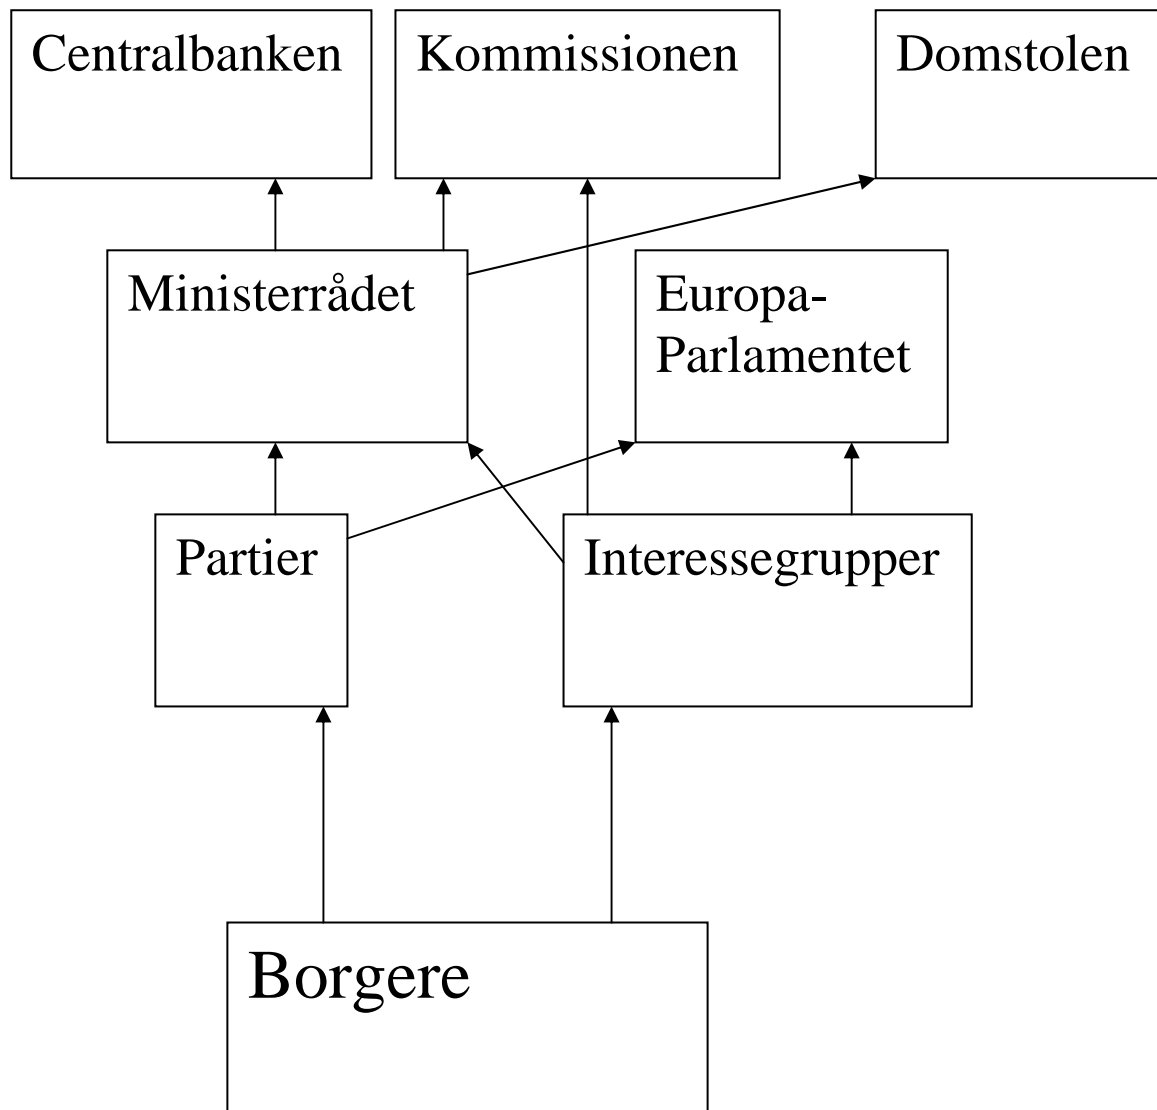 Centralbanken
Kommissionen
Domstolen
Ministerrådet
Europa-
Parlamentet
Partier
Interessegrupper
Borgere